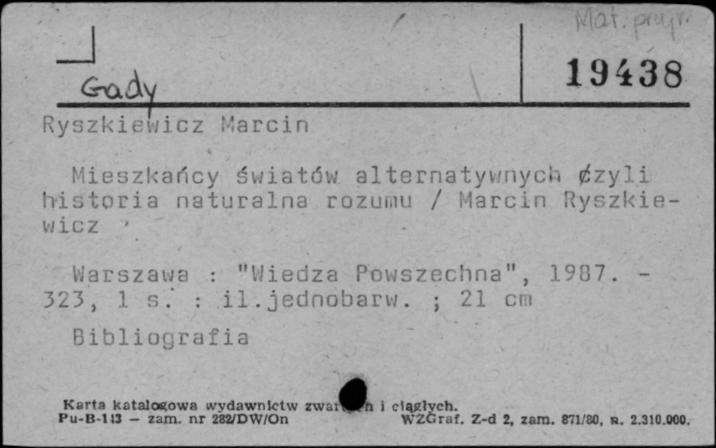 Mat.
19438
Gady
Ryszkiewicz Marcin
Mieszkańcy światów alternatywnych czyli
historia naturalna rozumu / Marcin Ryszkie-
wicz
Warszawa : "Wiedza Powszechna", 1987. -
323, 1 s. : il.jednobarw. ; 21 cm
Bibliografia
Karta katalogowa wydawnictw i ciągłych.
Pu-B-113 — zam. nr 282/DW/On WZGraf. Z-d 2, zam. 871/80, n. 2.310.000.